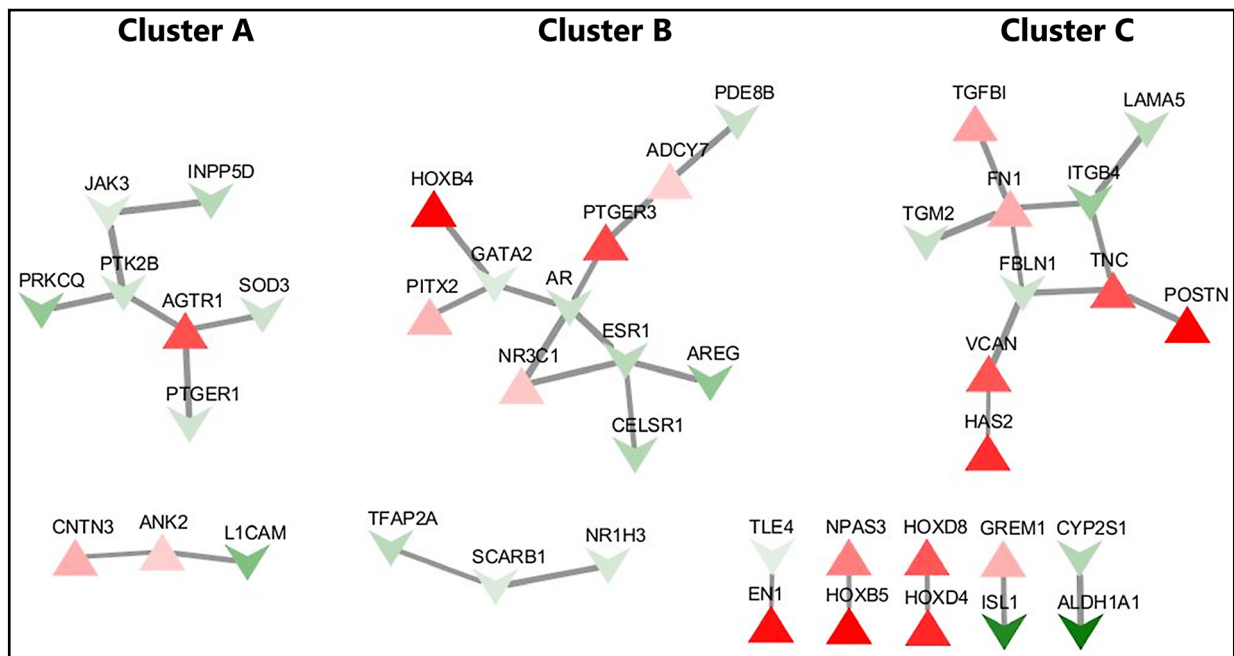 Cluster A
Cluster B
Cluster C
JAK3
INPP5D
PRKCQ
PTK2B
AGTR1
SOD3
PTGER1
PDE8B
ADCY7
HOXB4
PTGER3
GATA2
AR
PITX2
ESR1
NR3C1
AREG
CELSR1
TGFBI
LAMA5
FN1
ITGB4
TGM2
FBLN1
TNC
POSTN
VCAN
HAS2
CNTN3
ANK2
L1CAM
TFAP2A
SCARB1
NR1H3
TLE4
NPAS3
HOXD8
GREM1
CYP2S1
EN1
HOXB5
HOXD4
ISL1
ALDH1A1